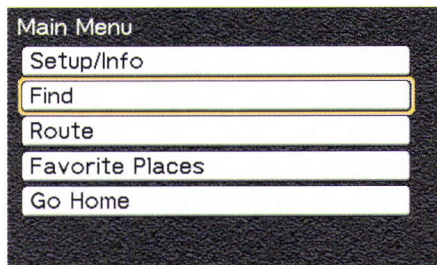 Main Menu
Setup/Info
Find
Route
Favorite Places
Go Home